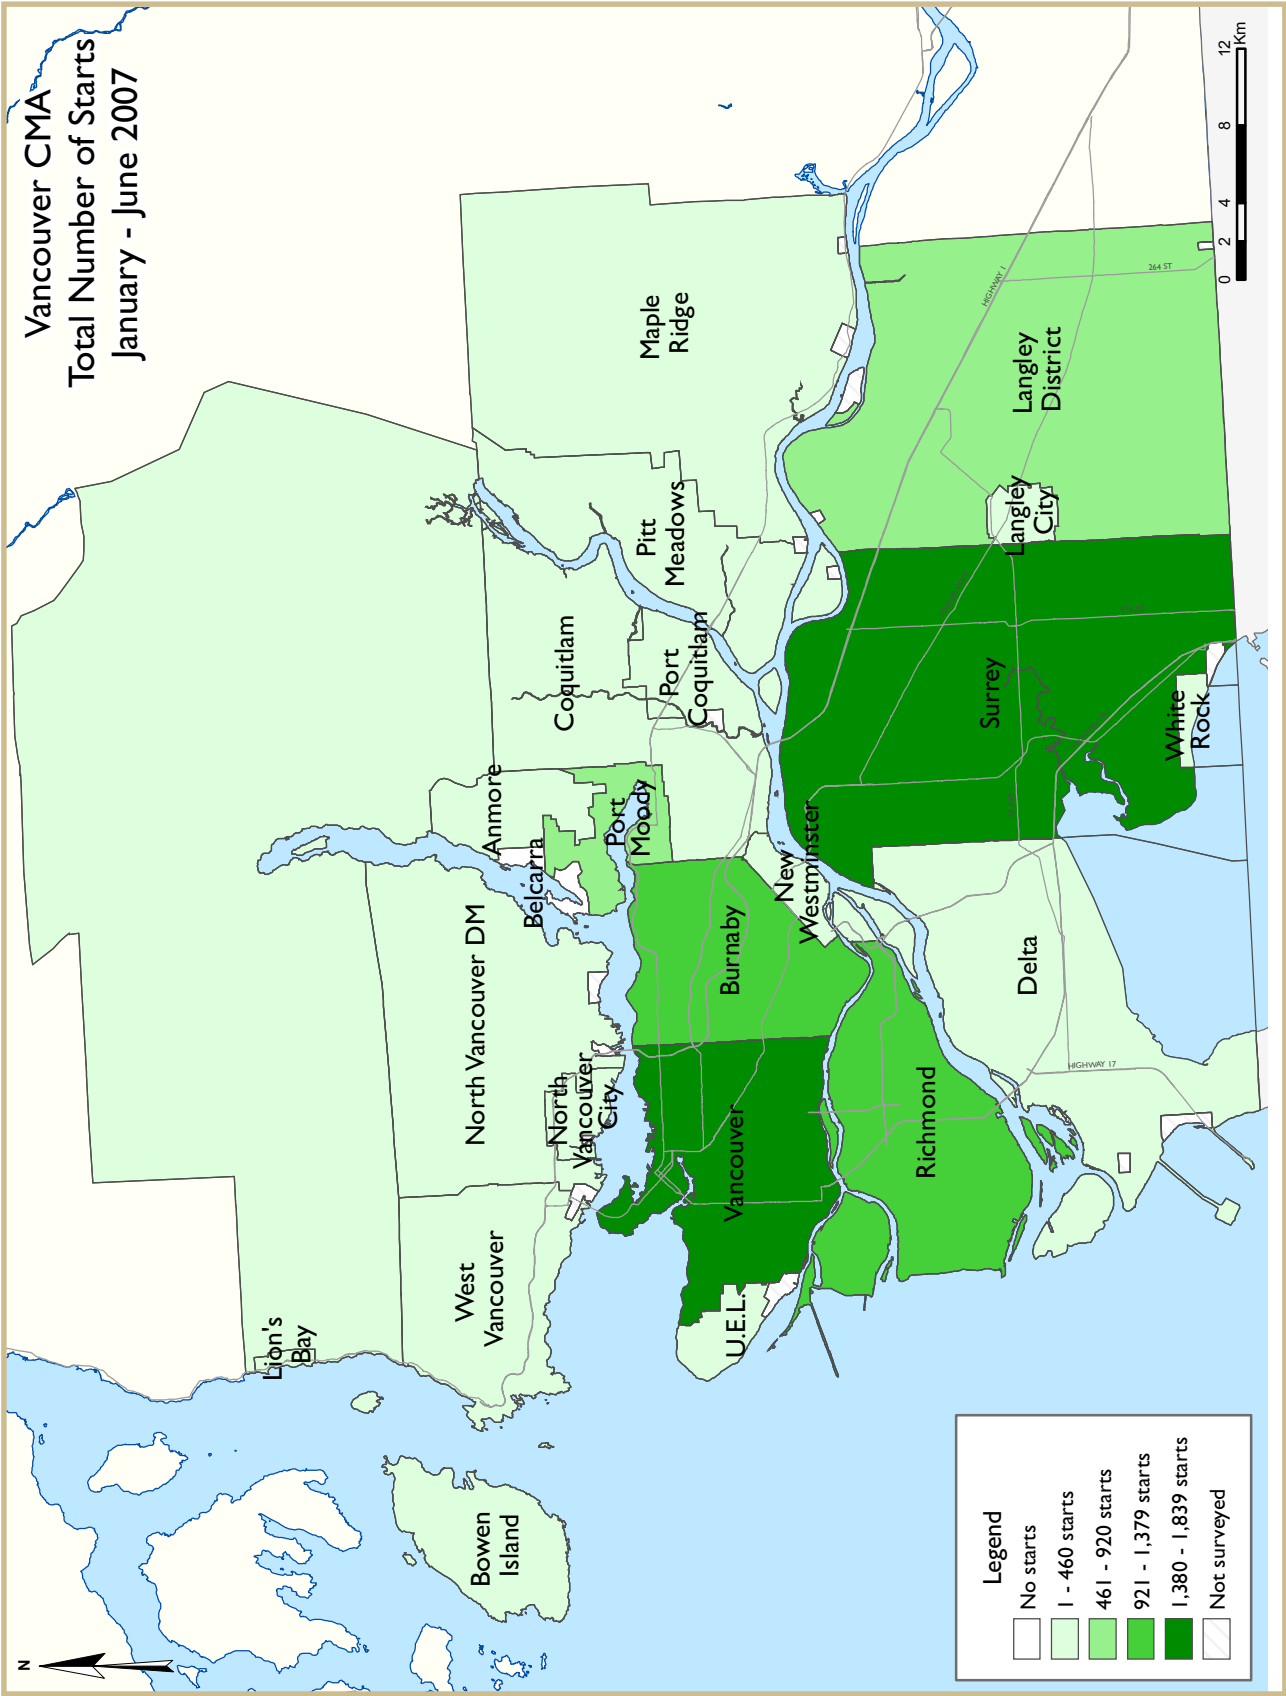 Vancouver CMA
Total Number of Starts
January - June 2007
N
Lion's
Bay
Bowen
Island
West
Vancouver
North Vancouver DM
North
Vancouver
City
Belcarra
Anmore
Port
Moody
Coquitlam
Port
Coquitlam
Pitt
Meadows
Maple
Ridge
U.E.L.
Vancouver
Burnaby
New
Westminster
Richmond
Delta
Surrey
White
Rock
Langley
City
Langley
District
HIGHWAY 1
264 ST
HIGHWAY 17
Legend
No starts
1 - 460 starts
461 - 920 starts
921 - 1,379 starts
1,380 - 1,839 starts
Not surveyed
0 2 4 8 12
Km